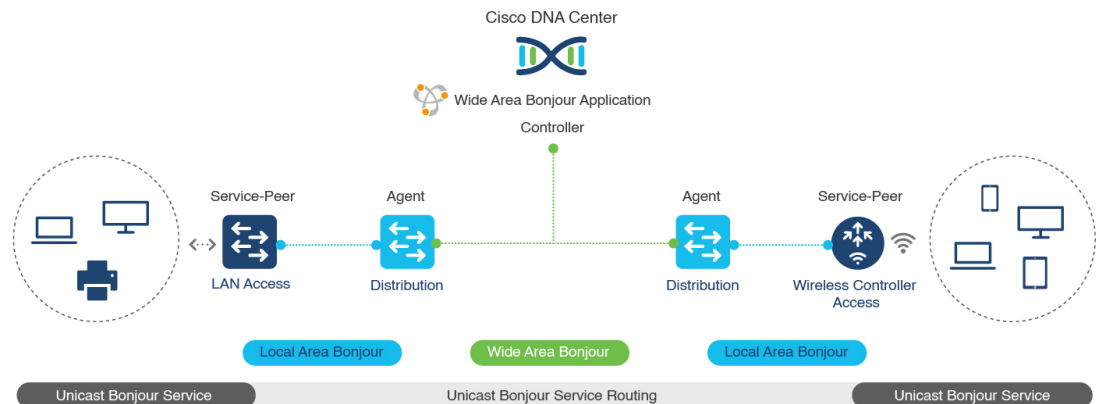 Cisco DNA Center
Wide Area Bonjour Application
Controller
Service-Peer
Agent
Agent
Service-Peer
LAN Access
Distribution
Distribution
Wireless Controller
Access
Local Area Bonjour
Wide Area Bonjour
Local Area Bonjour
Unicast Bonjour Service
Unicast Bonjour Service Routing
Unicast Bonjour Service